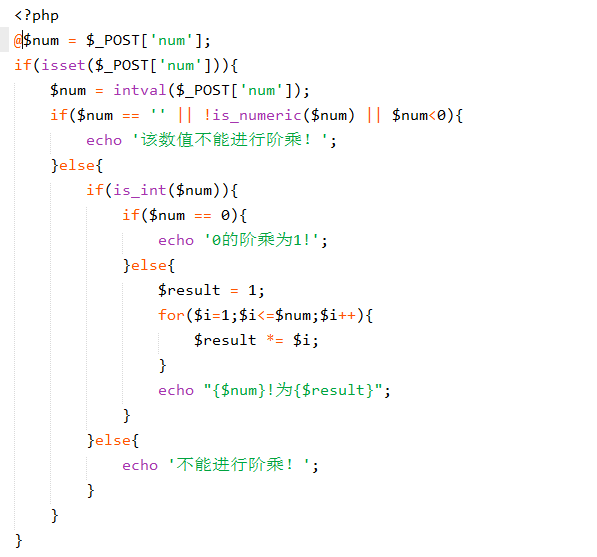 <?php
@$num = $_POST['num'];
if(isset($_POST['num'])){
    $num = intval($_POST['num']);
    if($num == '' || !is_numeric($num) || $num<0){
        echo '该数值不能进行阶乘！';
    }else{
        if(is_int($num)){
            if($num == 0){
                echo '0的阶乘为1!';
            }else{
                $result = 1;
                for($i=1;$i<=$num;$i++){
                    $result *= $i;
                }
                echo "{$num}!为{$result}";
            }
        }else{
            echo '不能进行阶乘！';
        }
    }
}